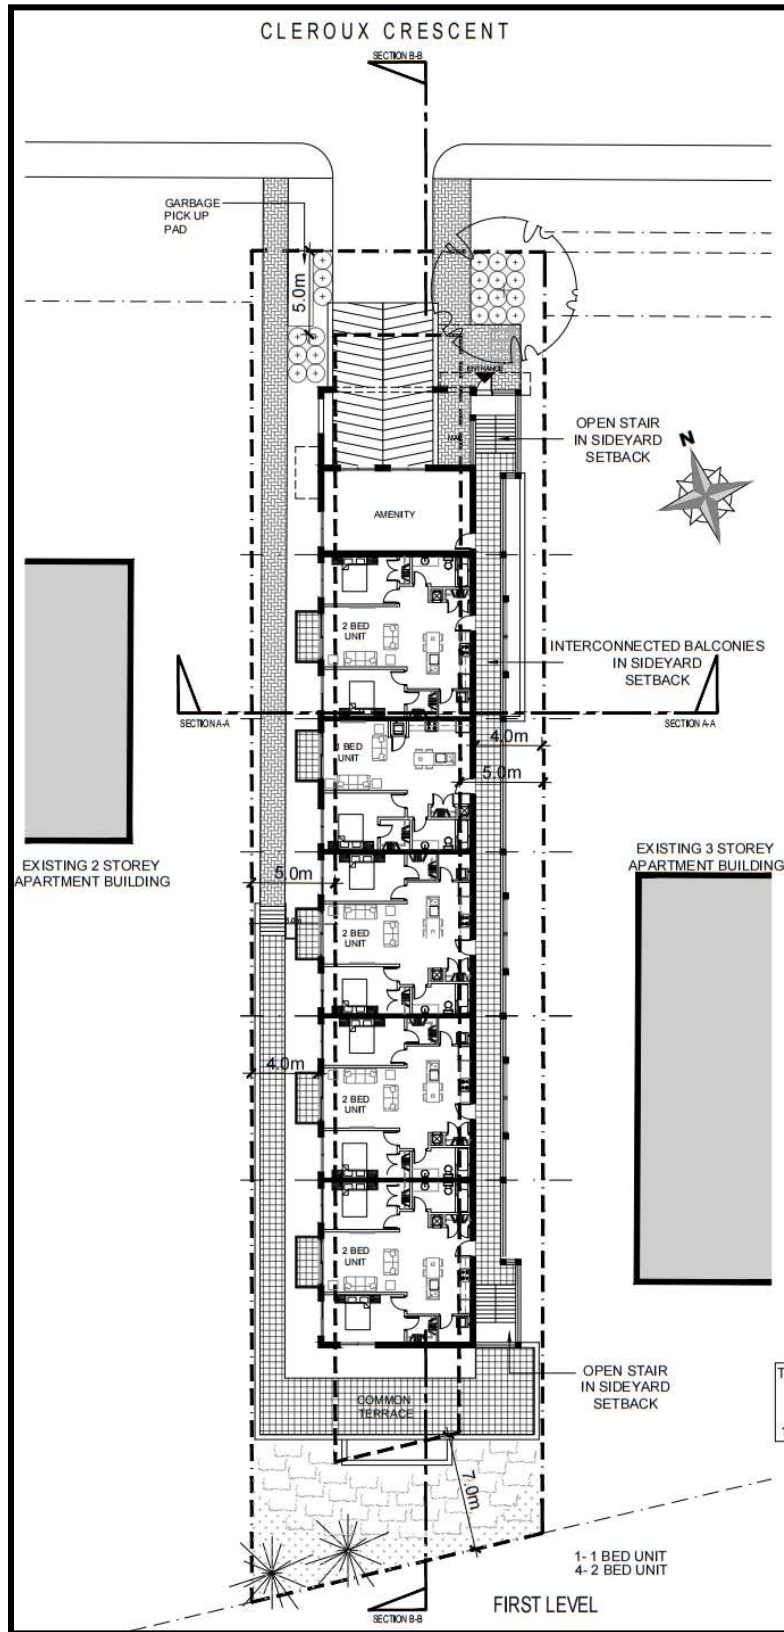 CLEROUX CRESCENT
SECTION B-B
GARBAGE
PICK UP
PAD
5.0m
ENTRANCE
OPEN STAIR
IN SIDEYARD
SETBACK
N
AMENITY
2 BED
UNIT
INTERCONNECTED BALCONIES
IN SIDEYARD
SETBACK
SECTION A-A
SECTION A-A
4.0m
1 BED
UNIT
5.0m
EXISTING 2 STOREY
APARTMENT BUILDING
EXISTING 3 STOREY
APARTMENT BUILDING
5.0m
2 BED
UNIT
4.0m
2 BED
UNIT
2 BED
UNIT
OPEN STAIR
IN SIDEYARD
SETBACK
COMMON
TERRACE
7.0m
1- 1 BED UNIT
4- 2 BED UNIT
FIRST LEVEL
SECTION B-B